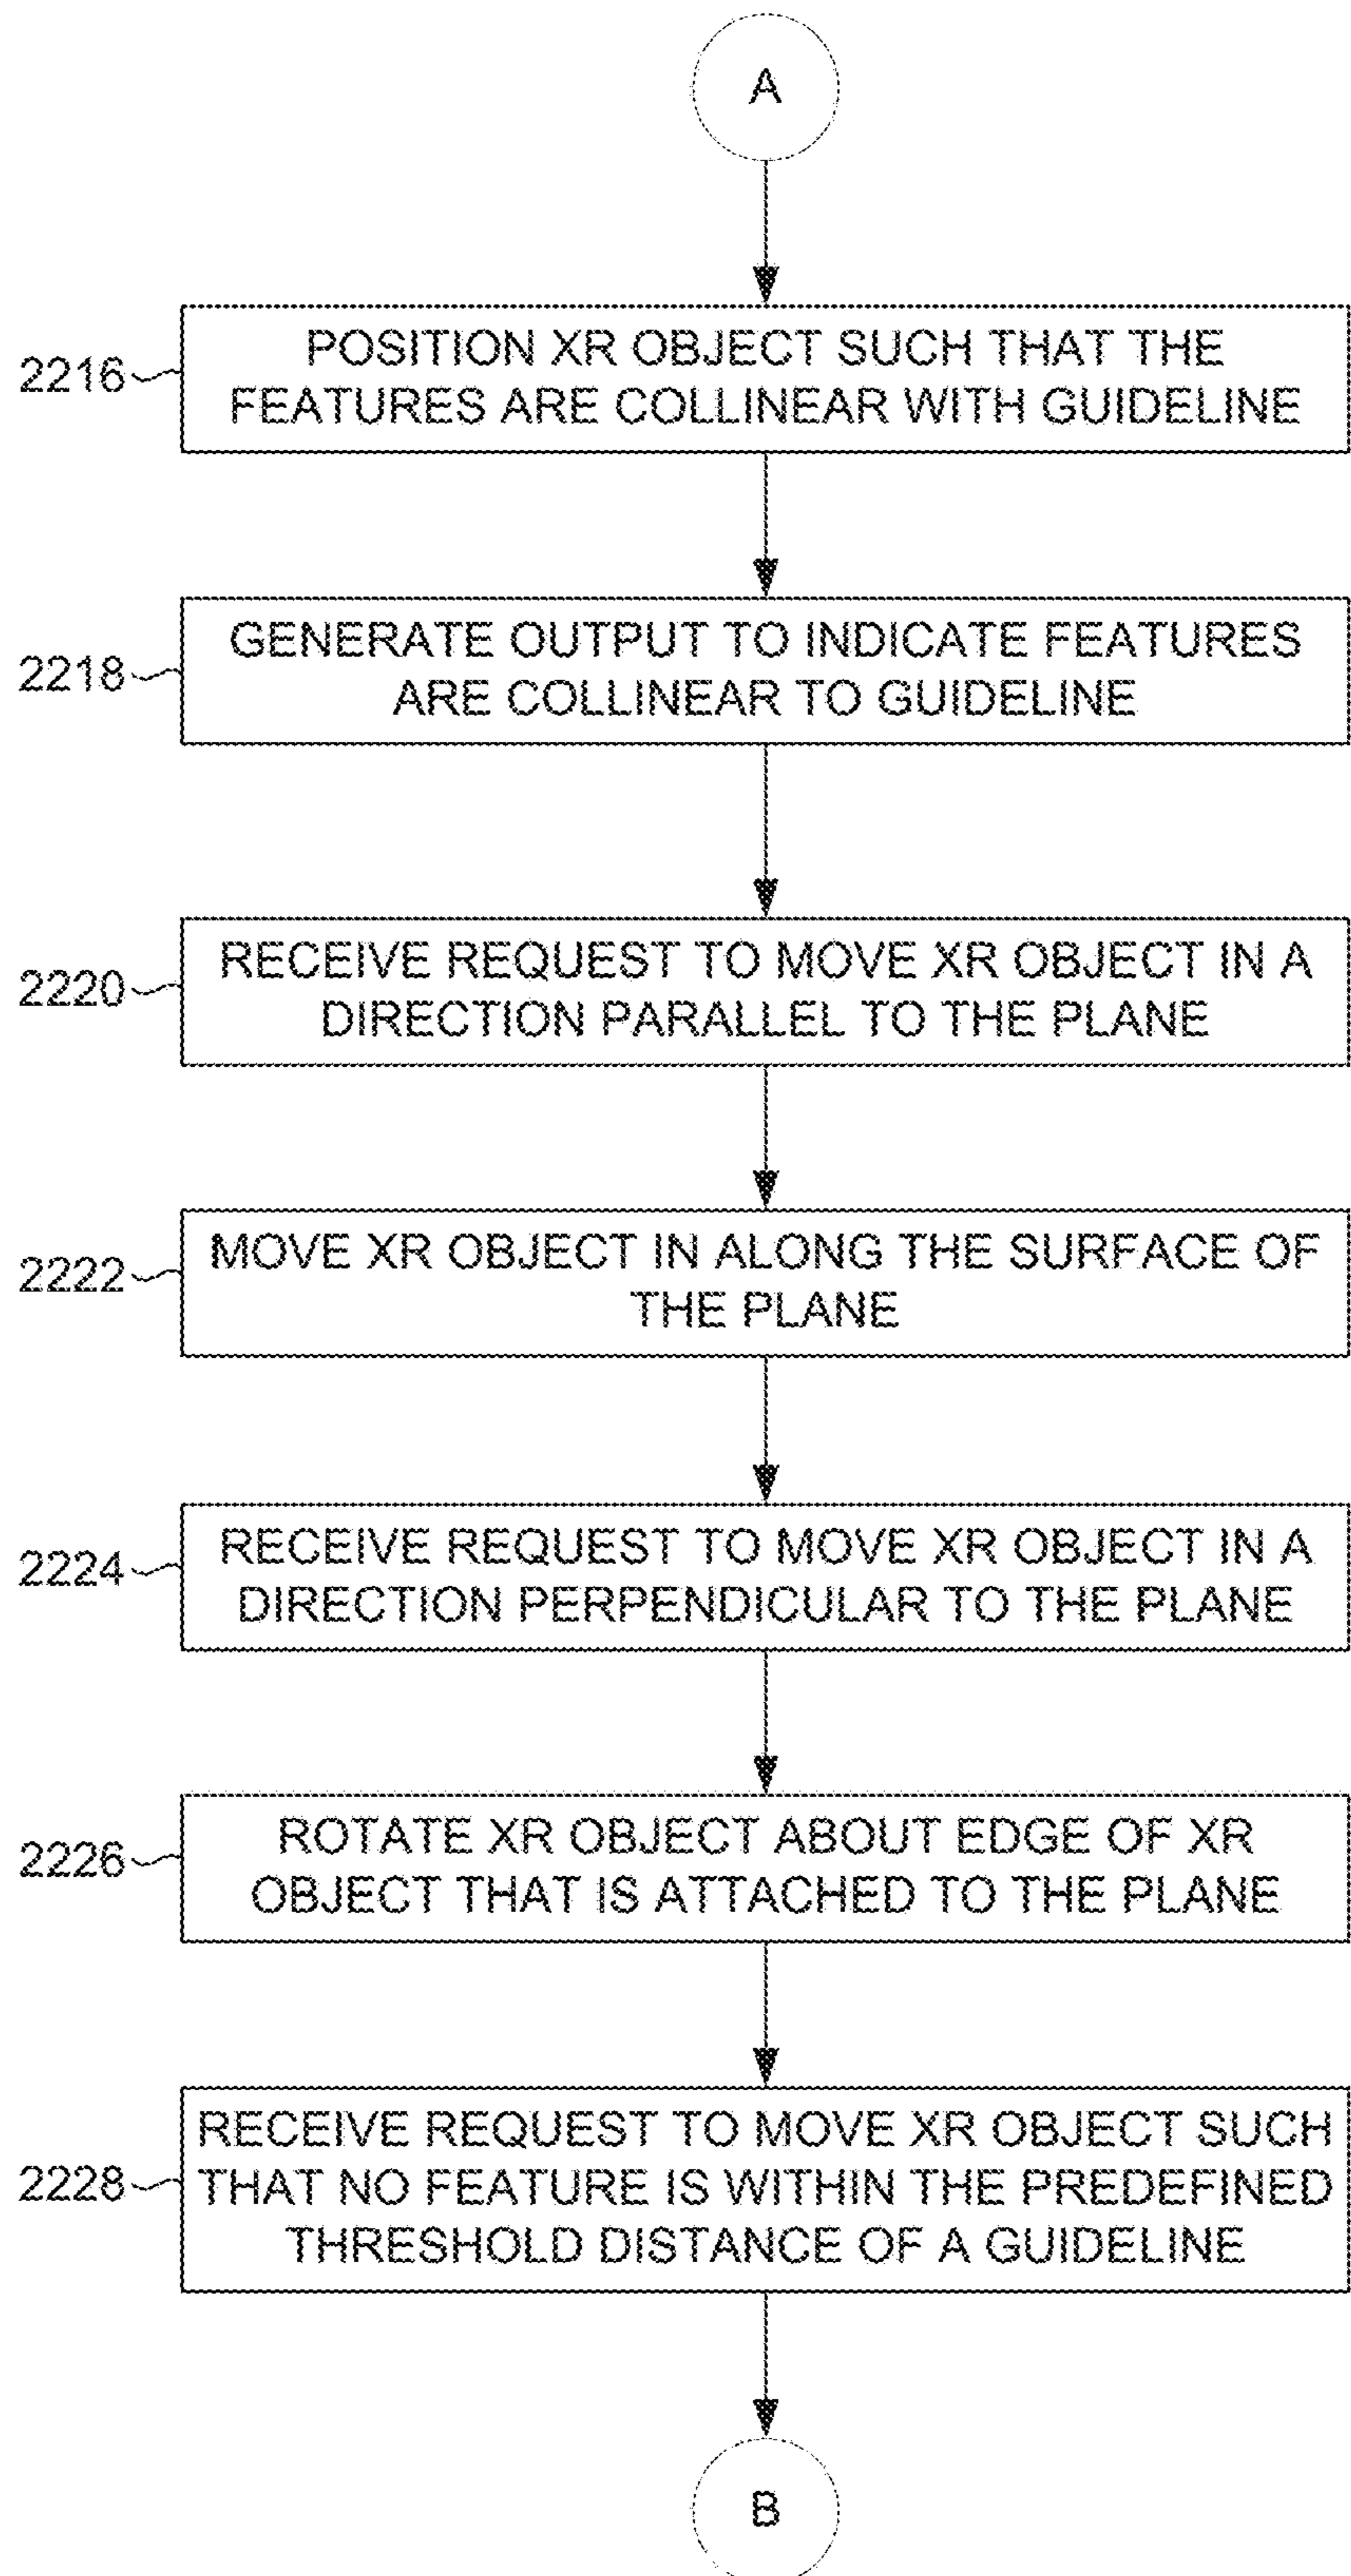 A
2216
POSITION XR OBJECT SUCH THAT THE
FEATURES ARE COLLINEAR WITH GUIDELINE
2218
GENERATE OUTPUT TO INDICATE FEATURES
ARE COLLINEAR TO GUIDELINE
2220
RECEIVE REQUEST TO MOVE XR OBJECT IN A
DIRECTION PARALLEL TO THE PLANE
2222
MOVE XR OBJECT IN ALONG THE SURFACE OF
THE PLANE
2224
RECEIVE REQUEST TO MOVE XR OBJECT IN A
DIRECTION PERPENDICULAR TO THE PLANE
2226
ROTATE XR OBJECT ABOUT EDGE OF XR
OBJECT THAT IS ATTACHED TO THE PLANE
2228
RECEIVE REQUEST TO MOVE XR OBJECT SUCH
THAT NO FEATURE IS WITHIN THE PREDEFINED
THRESHOLD DISTANCE OF A GUIDELINE
B